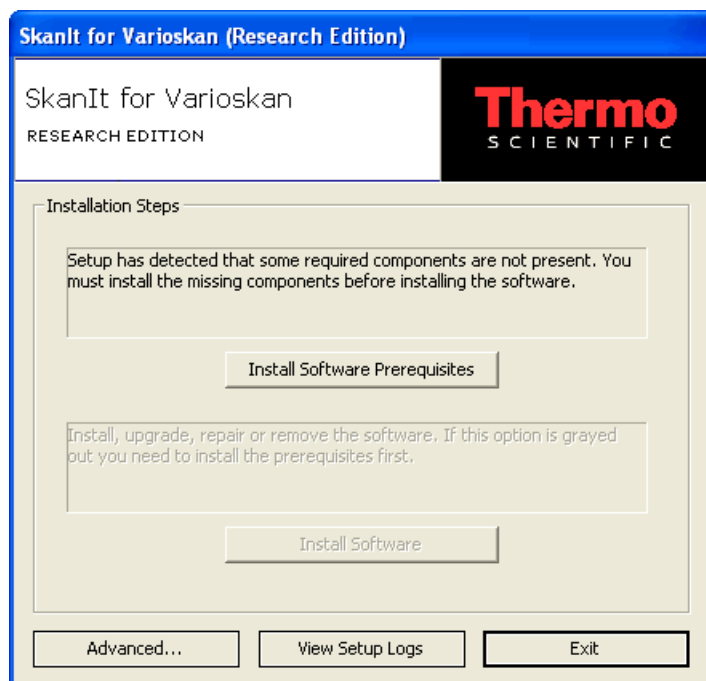 SkanIt for Varioskan (Research Edition)
SkanIt for Varioskan
RESEARCH EDITION
Thermo
SCIENTIFIC
Installation Steps
Setup has detected that some required components are not present. You
must install the missing components before installing the software.
Install Software Prerequisites
Install, upgrade, repair or remove the software. If this option is grayed
out you need to install the prerequisites first.
Install Software
Advanced...
View Setup Logs
Exit